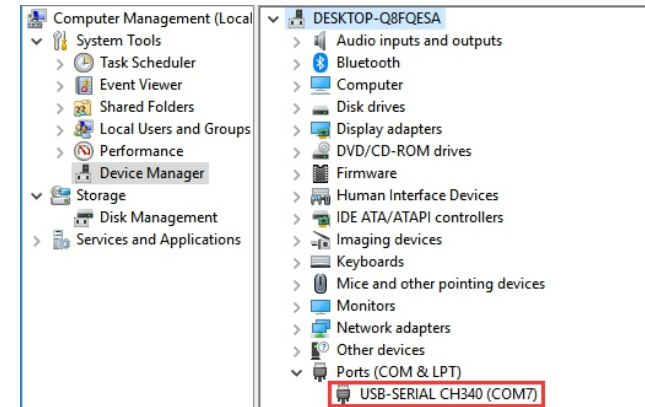 Computer Management (Local
System Tools
Task Scheduler
Event Viewer
Shared Folders
Local Users and Groups
Performance
Device Manager
Storage
Disk Management
Services and Applications
DESKTOP-Q8FQESA
Audio inputs and outputs
Bluetooth
Computer
Disk drives
Display adapters
DVD/CD-ROM drives
Firmware
Human Interface Devices
IDE ATA/ATAPI controllers
Imaging devices
Keyboards
Mice and other pointing devices
Monitors
Network adapters
Other devices
Ports (COM & LPT)
USB-SERIAL CH340 (COM7)